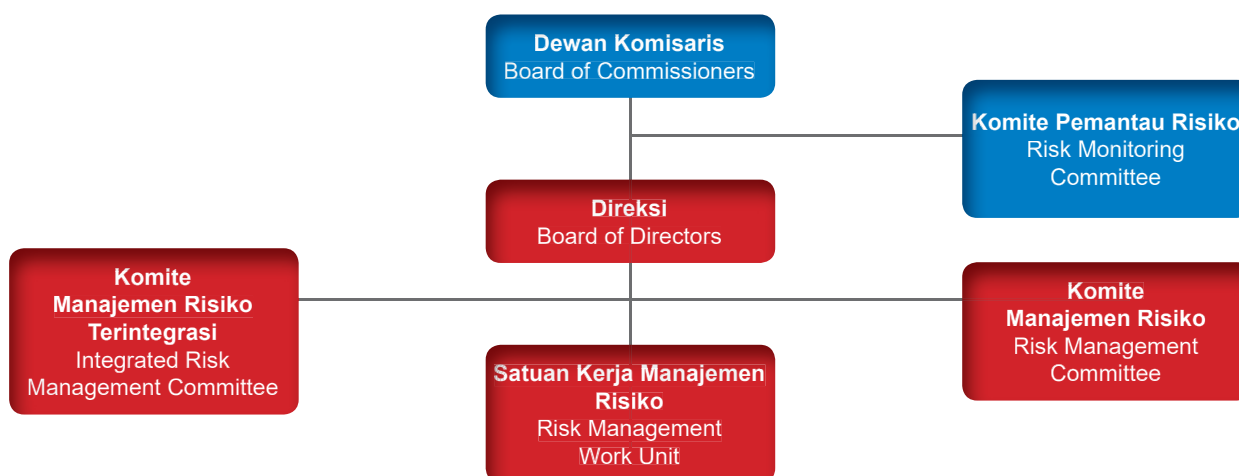 Dewan Komisaris
Board of Commissioners
Komite Pemantau Risiko
Risk Monitoring
Committee
Direksi
Board of Directors
Komite
Manajemen Risiko
Terintegrasi
Integrated Risk
Management Committee
Satuan Kerja Manajemen
Risiko
Risk Management
Work Unit
Komite
Manajemen Risiko
Risk Management
Committee